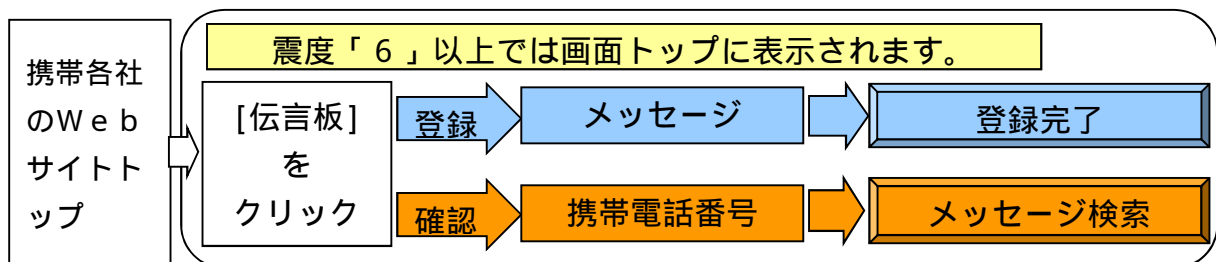 携帯各社
のＷｅｂ
サイトト
ップ
震度「６」以上では画面トップに表示されます。
[伝言板]
を
クリック
登録
メッセージ
登録完了
確認
携帯電話番号
メッセージ検索